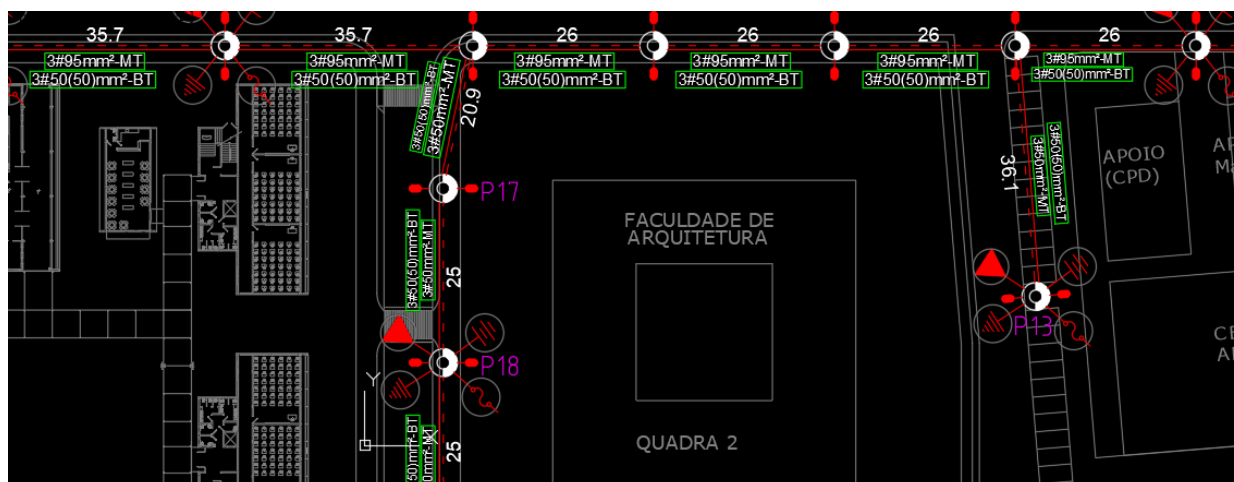 35.7
35.7
26
26
26
26
3#95mm²-MT
3#50(50)mm²-BT
3#95mm²-MT
3#50(50)mm²-BT
3#95mm²-MT
3#50(50)mm²-BT
3#95mm²-MT
3#50(50)mm²-BT
3#95mm²-MT
3#50(50)mm²-BT
3#95mm²-MT
3#50(50)mm²-BT
3#50(50)mm²-BT
3#50mm²-MT
20.9
P17
3#50(50)mm²-BT
3#50mm²-MT
25
P18
25
50)mm²-BT
0mm²-MT
Y
FACULDADE DE
ARQUITETURA
QUADRA 2
36.1
3#50mm²-MT
3#50(50)mm²-BT
P13
APOIO
(CPD)